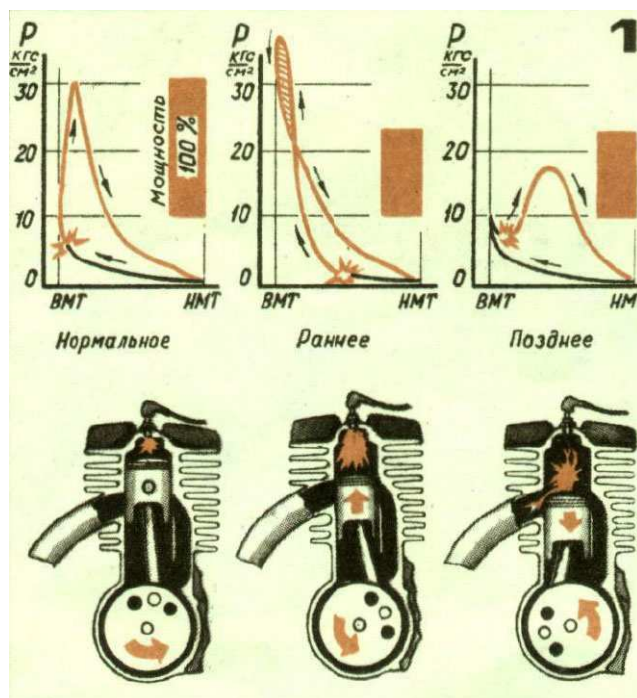 P
кгс
см²
30
20
10
0
ВМТ
НМТ
Мощность
100%
P
кгс
см²
30
20
10
0
ВМТ
НМТ
P
кгс
см²
30
20
10
0
ВМТ
НМТ
1
Нормальное
Раннее
Позднее